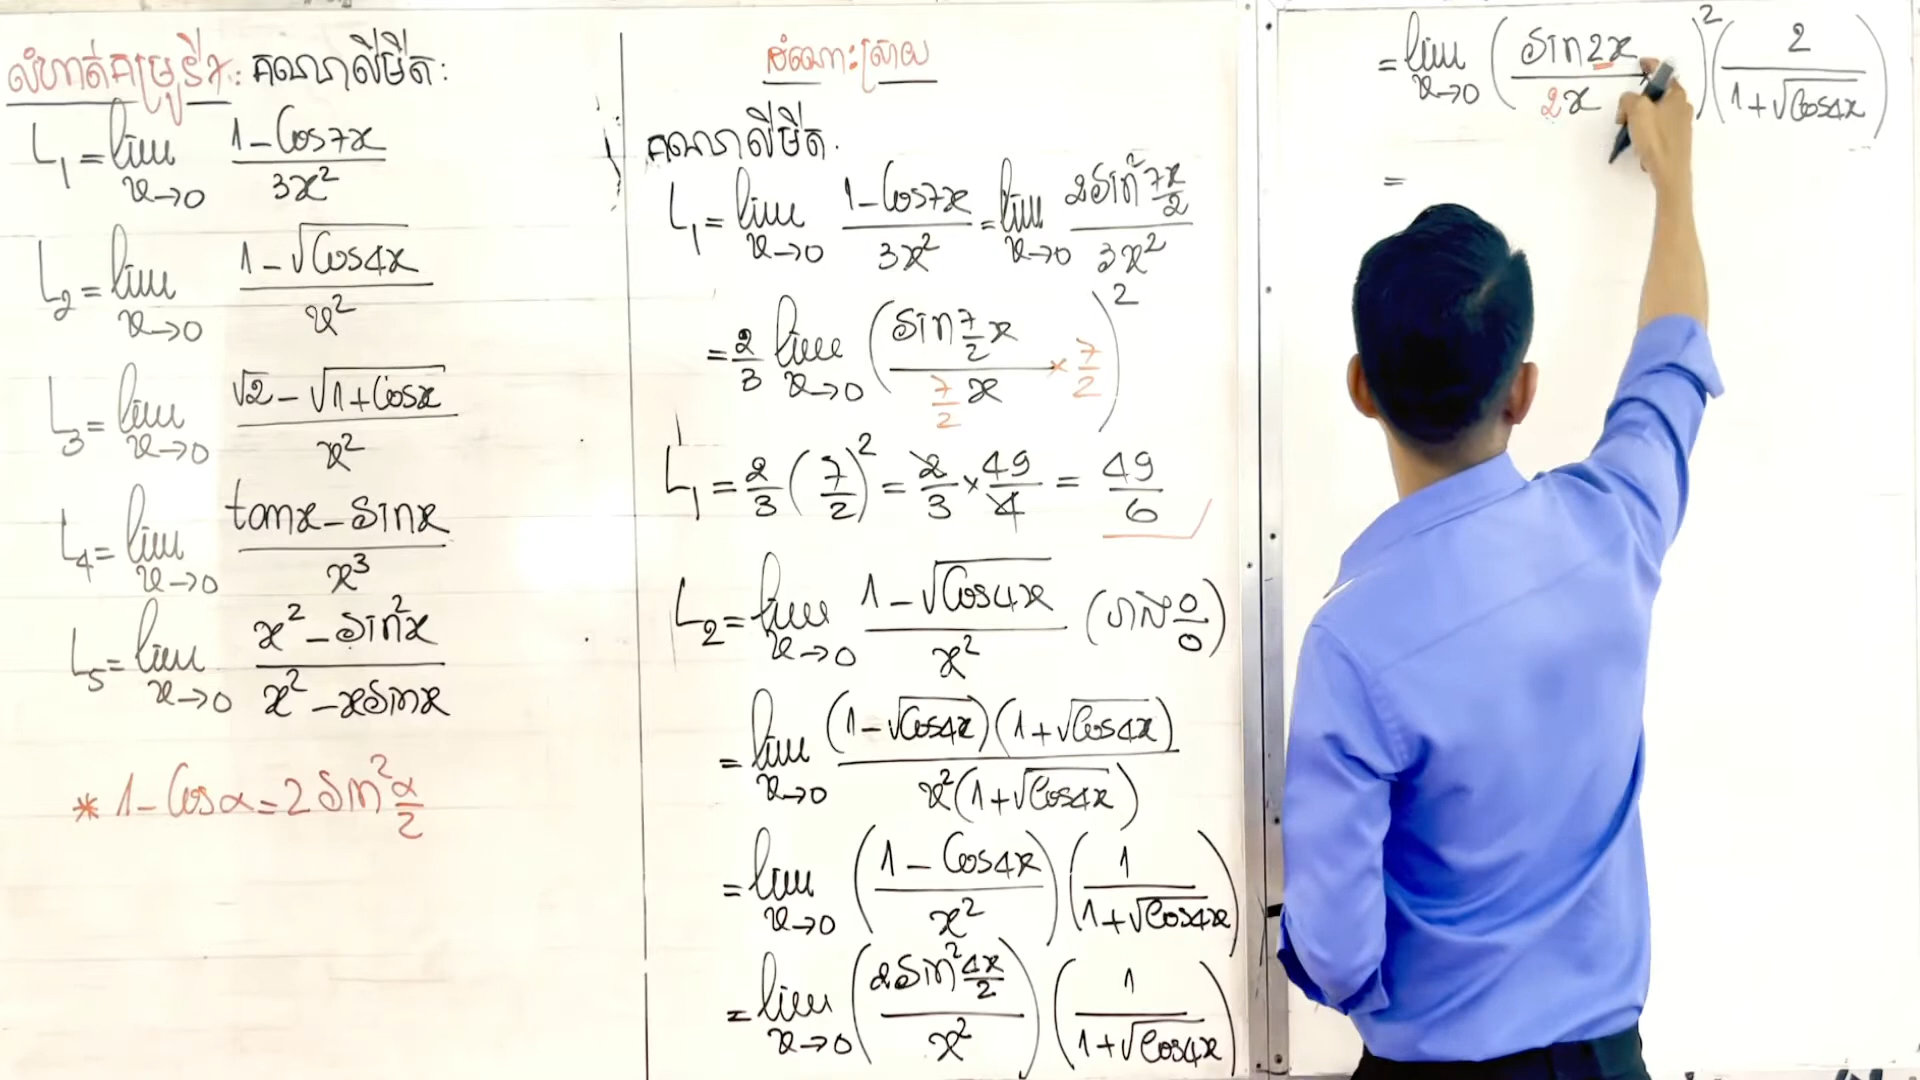 លំហាត់គម្រូទី៖ គណនាលីមីត:
L₁ = lim x→0 (1 - Cos7x)/(3x²)
L₂ = lim x→0 (1 - √(Cos4x))/(x²)
L₃ = lim x→0 (√2 - √(1 + Cosx))/(x²)
L₄ = lim x→0 (tanx - Sinx)/(x³)
L₅ = lim x→0 (x² - Sin²x)/(x² - xSinx)
* 1 - Cosα = 2Sin² α/2
ដំណោះស្រាយ
គណនាលីមីត.
L₁ = lim x→0 (1 - Cos7x)/(3x²) = lim x→0 (2Sin² 7x/2)/(3x²)
= 2/3 lim x→0 ((Sin 7/2 x)/(7/2 x) × 7/2)²
L₁ = 2/3 (7/2)² = 2/3 × 49/4 = 49/6
L₂ = lim x→0 (1 - √(Cos4x))/(x²) (រាង 0/0)
= lim x→0 ((1 - √(Cos4x))(1 + √(Cos4x)))/(x²(1 + √(Cos4x)))
= lim x→0 ((1 - Cos4x)/(x²)) (1/(1 + √(Cos4x)))
= lim x→0 ((2Sin² 4x/2)/(x²)) (1/(1 + √(Cos4x)))
= lim x→0 ((Sin2x)/(2x))² (2/(1 + √(Cos4x)))
=